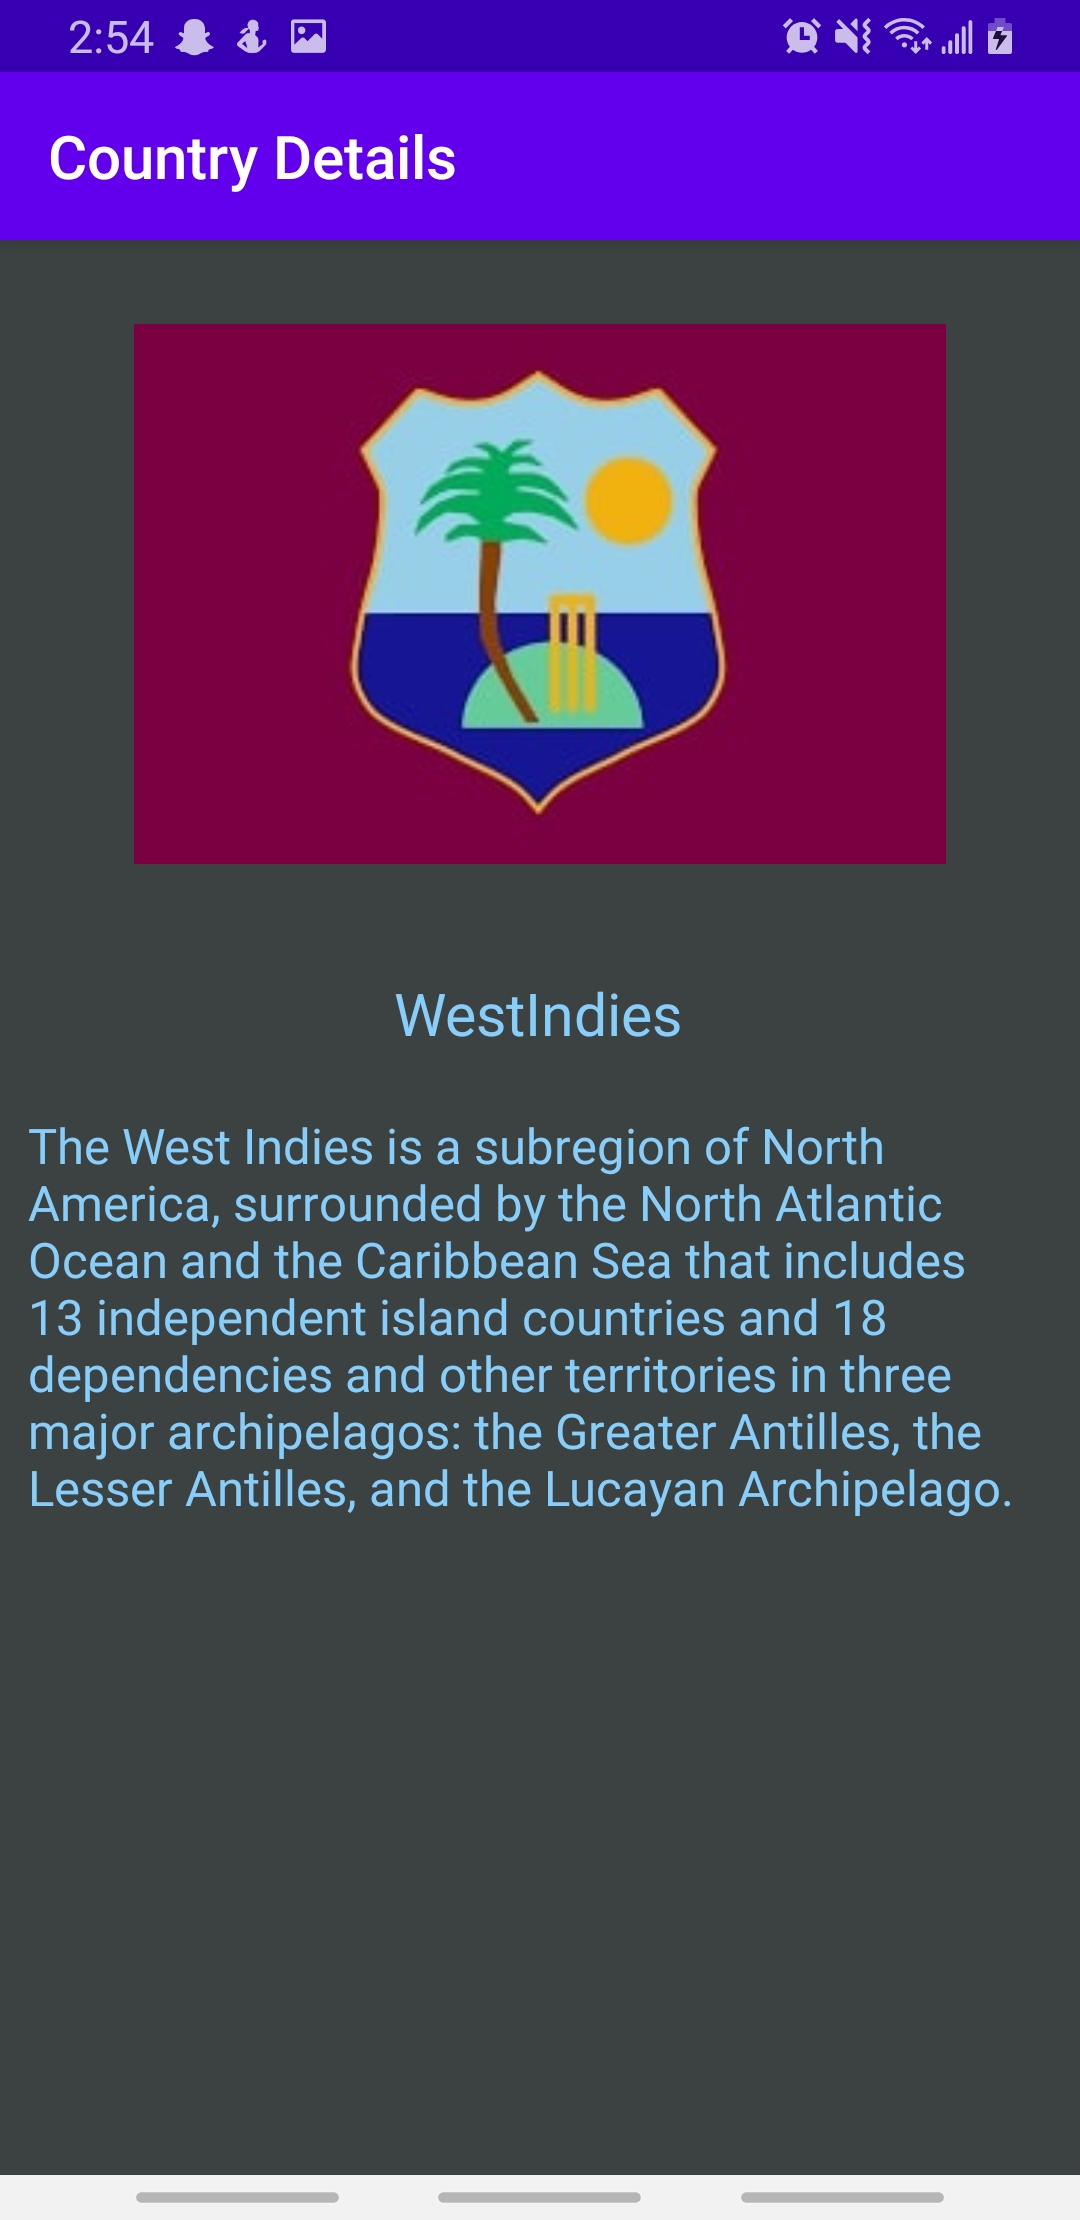 2:54
Country Details
WestIndies
The West Indies is a subregion of North
America, surrounded by the North Atlantic
Ocean and the Caribbean Sea that includes
13 independent island countries and 18
dependencies and other territories in three
major archipelagos: the Greater Antilles, the
Lesser Antilles, and the Lucayan Archipelago.